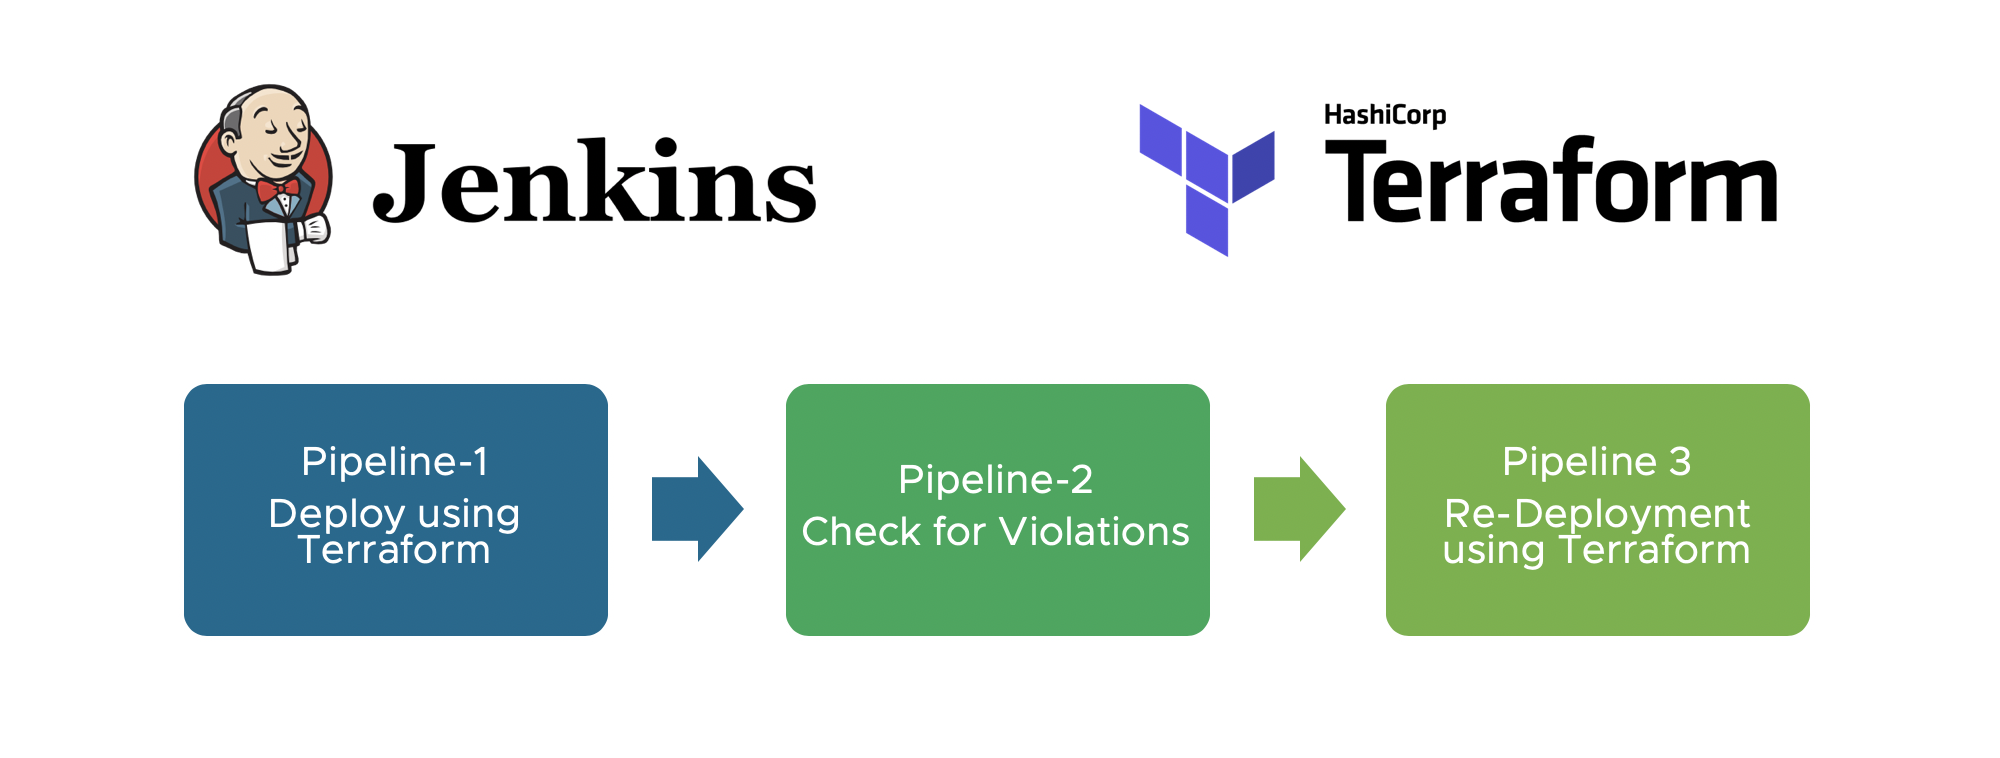 Jenkins
HashiCorp
Terraform
Pipeline-1
Deploy using
Terraform
Pipeline-2
Check for Violations
Pipeline 3
Re-Deployment
using Terraform